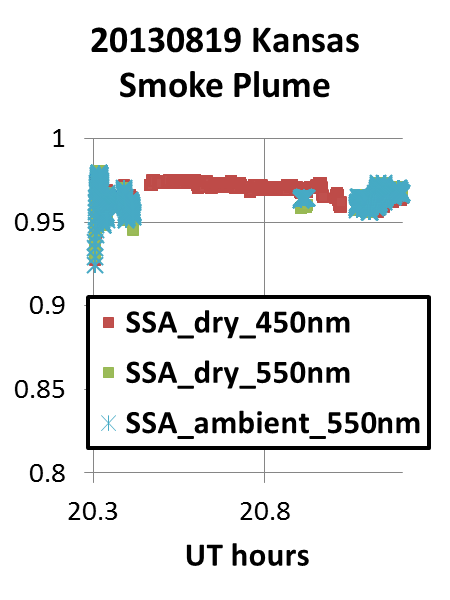 20130819 Kansas
Smoke Plume
1
0.95
0.9
0.85
0.8
SSA_dry_450nm
SSA_dry_550nm
SSA_ambient_550nm
20.3
20.8
UT hours